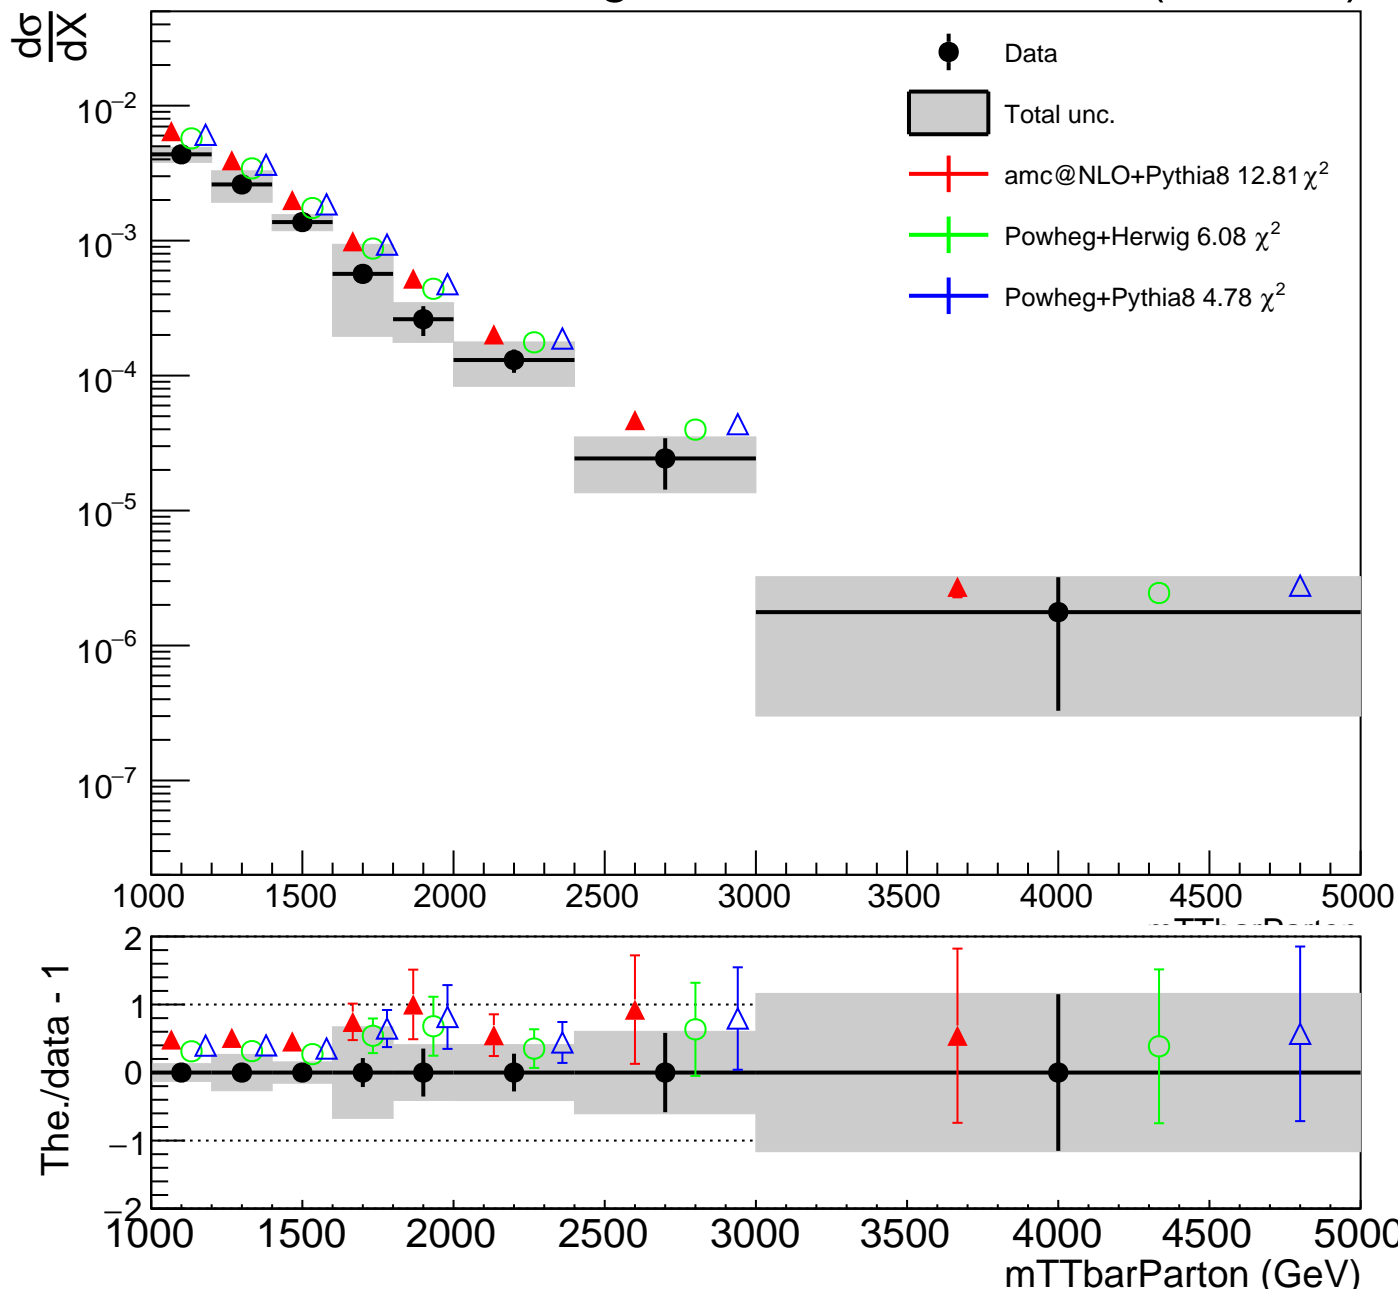 dσ
dX
Data
Total unc.
amc@NLO+Pythia8 12.81 χ²
Powheg+Herwig 6.08 χ²
Powheg+Pythia8 4.78 χ²
10⁻²
10⁻³
10⁻⁴
10⁻⁵
10⁻⁶
10⁻⁷
1000 1500 2000 2500 3000 3500 4000 4500 5000
The./data - 1
2
1
0
−1
−2
1000 1500 2000 2500 3000 3500 4000 4500 5000
mTTbarParton (GeV)